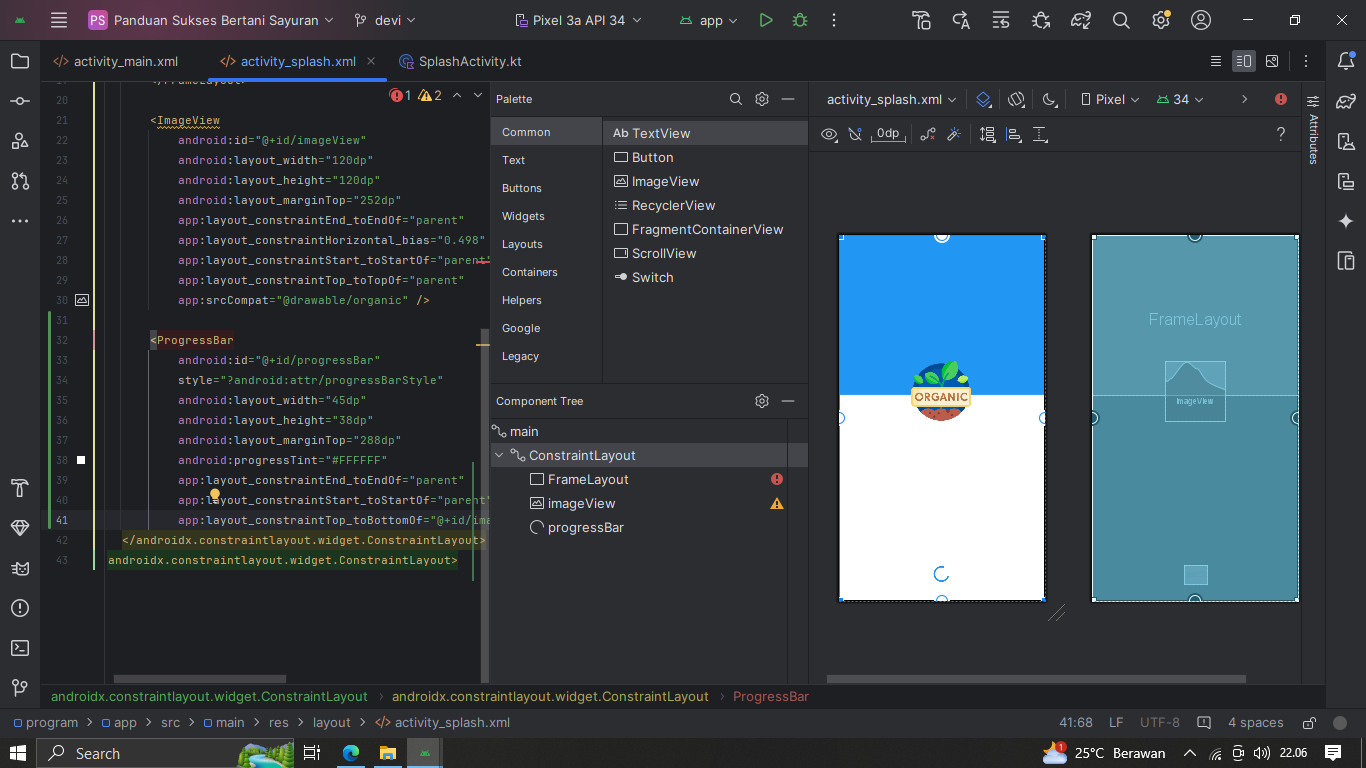 PS Panduan Sukses Bertani Sayuran devi Pixel 3a API 34 app
activity_main.xml activity_splash.xml SplashActivity.kt
20
21 <ImageView
22 android:id="@+id/imageView"
23 android:layout_width="120dp"
24 android:layout_height="120dp"
25 android:layout_marginTop="252dp"
26 app:layout_constraintEnd_toEndOf="parent"
27 app:layout_constraintHorizontal_bias="0.498"
28 app:layout_constraintStart_toStartOf="parent"
29 app:layout_constraintTop_toTopOf="parent"
30 app:srcCompat="@drawable/organic" />
31
32 <ProgressBar
33 android:id="@+id/progressBar"
34 style="?android:attr/progressBarStyle"
35 android:layout_width="45dp"
36 android:layout_height="38dp"
37 android:layout_marginTop="288dp"
38 android:progressTint="#FFFFFF"
39 app:layout_constraintEnd_toEndOf="parent"
40 app:layout_constraintStart_toStartOf="parent"
41 app:layout_constraintTop_toBottomOf="@+id/ima
42 </androidx.constraintlayout.widget.ConstraintLayout>
43 androidx.constraintlayout.widget.ConstraintLayout>
1 2
Palette
Common
Text
Buttons
Widgets
Layouts
Containers
Helpers
Google
Legacy
Ab TextView
Button
ImageView
RecyclerView
FragmentContainerView
ScrollView
Switch
Component Tree
main
ConstraintLayout
FrameLayout
imageView
progressBar
activity_splash.xml Pixel 34
0dp ?
Attributes
ORGANIC
FrameLayout
ImageView
androidx.constraintlayout.widget.ConstraintLayout androidx.constraintlayout.widget.ConstraintLayout ProgressBar
program app src main res layout activity_splash.xml 41:68 LF UTF-8 4 spaces
Search 1 25°C Berawan 22.06